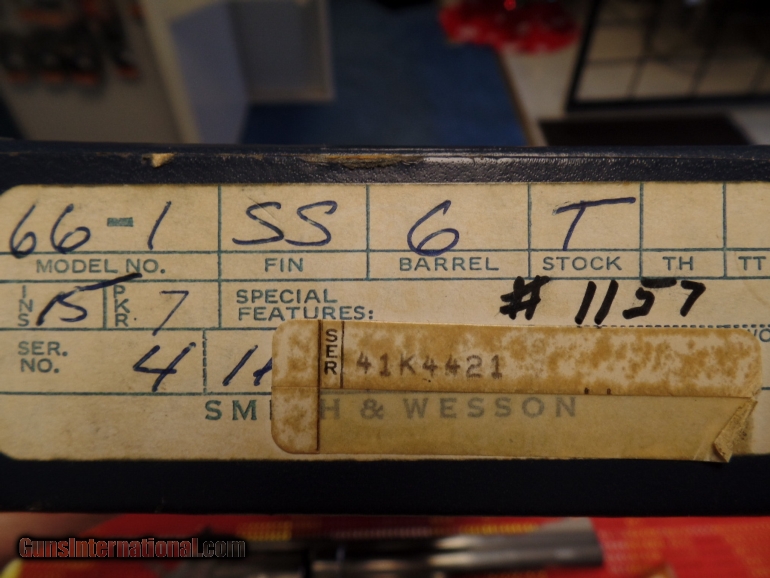 66-1 SS 6 T
MODEL NO. FIN BARREL STOCK TH TT
INS 15 PKR 7 SPECIAL FEATURES: # 1157
SER. NO. 4
SER 41K4421
SMITH & WESSON
GunsInternational.com